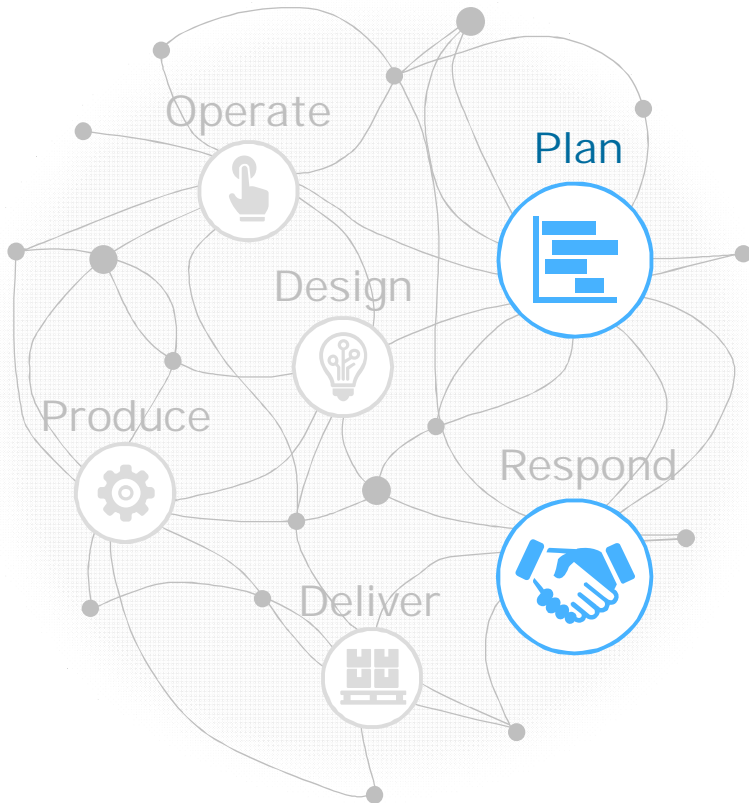 Operate
Plan
Design
Produce
Respond
Deliver